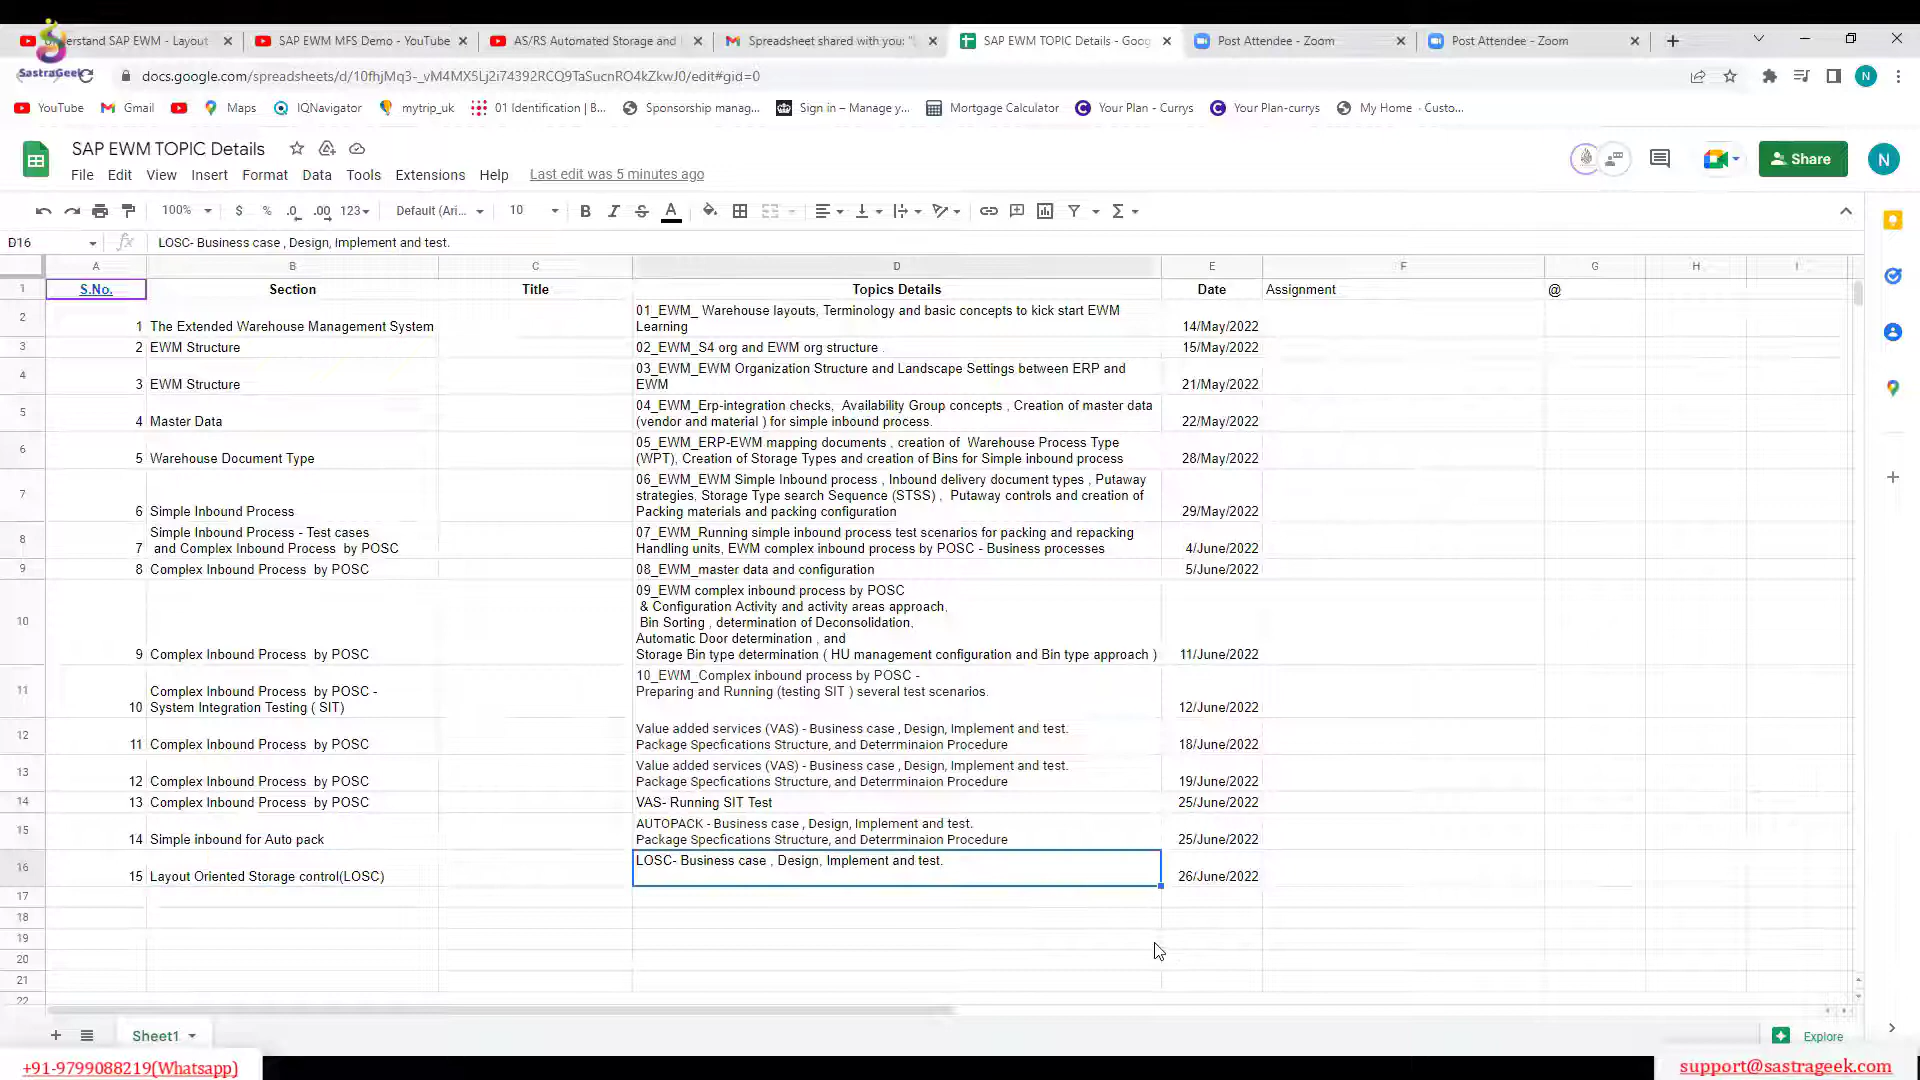 Understand SAP EWM - Layout
SAP EWM MFS Demo - YouTube
AS/RS Automated Storage and
Spreadsheet shared with you: "
SAP EWM TOPIC Details - Goog
Post Attendee - Zoom
Post Attendee - Zoom
SastraGeek
docs.google.com/spreadsheets/d/10fhjMq3-_vM4MX5Lj2i74392RCQ9TaSucnRO4kZkwJ0/edit#gid=0
N
YouTube
Gmail
Maps
IQNavigator
mytrip_uk
01 Identification | B...
Sponsorship manag...
Sign in – Manage y...
Mortgage Calculator
Your Plan - Currys
Your Plan-currys
My Home - Custo...
SAP EWM TOPIC Details
Share
N
File Edit View Insert Format Data Tools Extensions Help Last edit was 5 minutes ago
100% $ % .0 .00 123 Default (Ari... 10 B I S A
D16 fx LOSC- Business case , Design, Implement and test.
A B C D E F G H I
1 S.No. Section Title Topics Details Date Assignment @
2 1 The Extended Warehouse Management System 01_EWM_ Warehouse layouts, Terminology and basic concepts to kick start EWM
Learning 14/May/2022
3 2 EWM Structure 02_EWM_S4 org and EWM org structure . 15/May/2022
4 3 EWM Structure 03_EWM_EWM Organization Structure and Landscape Settings between ERP and
EWM 21/May/2022
5 4 Master Data 04_EWM_Erp-integration checks, Availability Group concepts , Creation of master data
(vendor and material ) for simple inbound process. 22/May/2022
6 5 Warehouse Document Type 05_EWM_ERP-EWM mapping documents , creation of Warehouse Process Type
(WPT), Creation of Storage Types and creation of Bins for Simple inbound process 28/May/2022
7 6 Simple Inbound Process 06_EWM_EWM Simple Inbound process , Inbound delivery document types , Putaway
strategies, Storage Type search Sequence (STSS) , Putaway controls and creation of
Packing materials and packing configuration 29/May/2022
8 7 Simple Inbound Process - Test cases
and Complex Inbound Process by POSC 07_EWM_Running simple inbound process test scenarios for packing and repacking
Handling units, EWM complex inbound process by POSC - Business processes 4/June/2022
9 8 Complex Inbound Process by POSC 08_EWM_master data and configuration 5/June/2022
10 9 Complex Inbound Process by POSC 09_EWM complex inbound process by POSC
& Configuration Activity and activity areas approach,
Bin Sorting , determination of Deconsolidation,
Automatic Door determination , and
Storage Bin type determination ( HU management configuration and Bin type approach ) 11/June/2022
11 10 Complex Inbound Process by POSC -
System Integration Testing ( SIT) 10_EWM_Complex inbound process by POSC -
Preparing and Running (testing SIT ) several test scenarios. 12/June/2022
12 11 Complex Inbound Process by POSC Value added services (VAS) - Business case , Design, Implement and test.
Package Specfications Structure, and Deterrminaion Procedure 18/June/2022
13 12 Complex Inbound Process by POSC Value added services (VAS) - Business case , Design, Implement and test.
Package Specfications Structure, and Deterrminaion Procedure 19/June/2022
14 13 Complex Inbound Process by POSC VAS- Running SIT Test 25/June/2022
15 14 Simple inbound for Auto pack AUTOPACK - Business case , Design, Implement and test.
Package Specfications Structure, and Deterrminaion Procedure 25/June/2022
16 15 Layout Oriented Storage control(LOSC) LOSC- Business case , Design, Implement and test. 26/June/2022
17
18
19
20
21
22
Sheet1
Explore
+91-9799088219(Whatsapp)
support@sastrageek.com